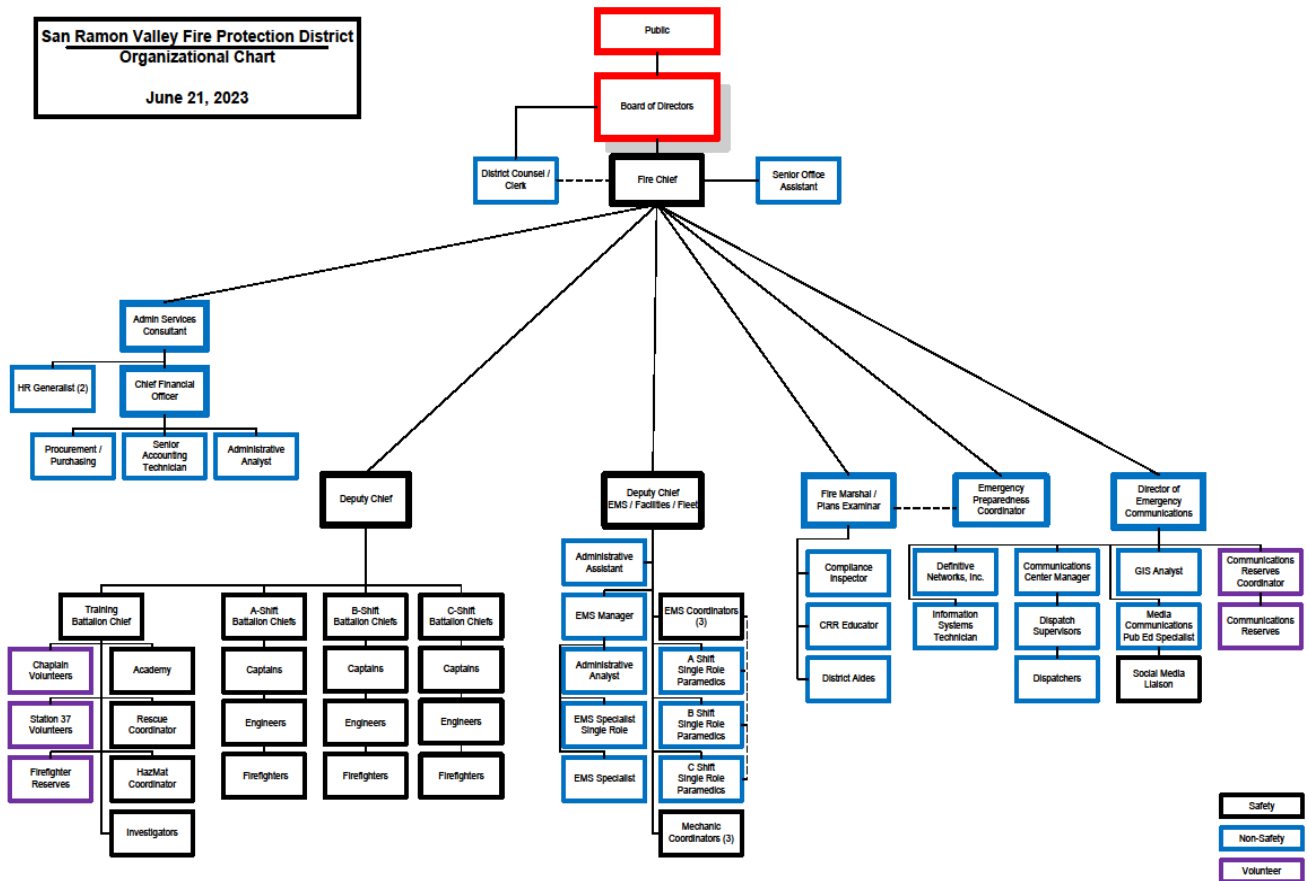 San Ramon Valley Fire Protection District
Organizational Chart
June 21, 2023
Public
Board of Directors
District Counsel /
Clerk
Fire Chief
Senior Office
Assistant
Admin Services
Consultant
HR Generalist (2)
Chief Financial
Officer
Procurement /
Purchasing
Senior
Accounting
Technician
Administrative
Analyst
Deputy Chief
Deputy Chief
EMS / Facilities / Fleet
Fire Marshal /
Plans Examinar
Emergency
Preparedness
Coordinator
Director of
Emergency
Communications
Training
Battalion Chief
Chaplain
Volunteers
Academy
Station 37
Volunteers
Rescue
Coordinator
Firefighter
Reserves
HazMat
Coordinator
Investigators
A-Shift
Battalion Chiefs
Captains
Engineers
Firefighters
B-Shift
Battalion Chiefs
Captains
Engineers
Firefighters
C-Shift
Battalion Chiefs
Captains
Engineers
Firefighters
Administrative
Assistant
EMS Manager
Administrative
Analyst
EMS Specialist
Single Role
EMS Specialist
EMS Coordinators
(3)
A Shift
Single Role
Paramedics
B Shift
Single Role
Paramedics
C Shift
Single Role
Paramedics
Mechanic
Coordinators (3)
Compliance
Inspector
CRR Educator
District Aides
Definitive
Networks, Inc.
Information
Systems
Technician
Communications
Center Manager
Dispatch
Supervisors
Dispatchers
GIS Analyst
Media
Communications
Pub Ed Specialist
Social Media
Liaison
Communications
Reserves
Coordinator
Communications
Reserves
Safety
Non-Safety
Volunteer